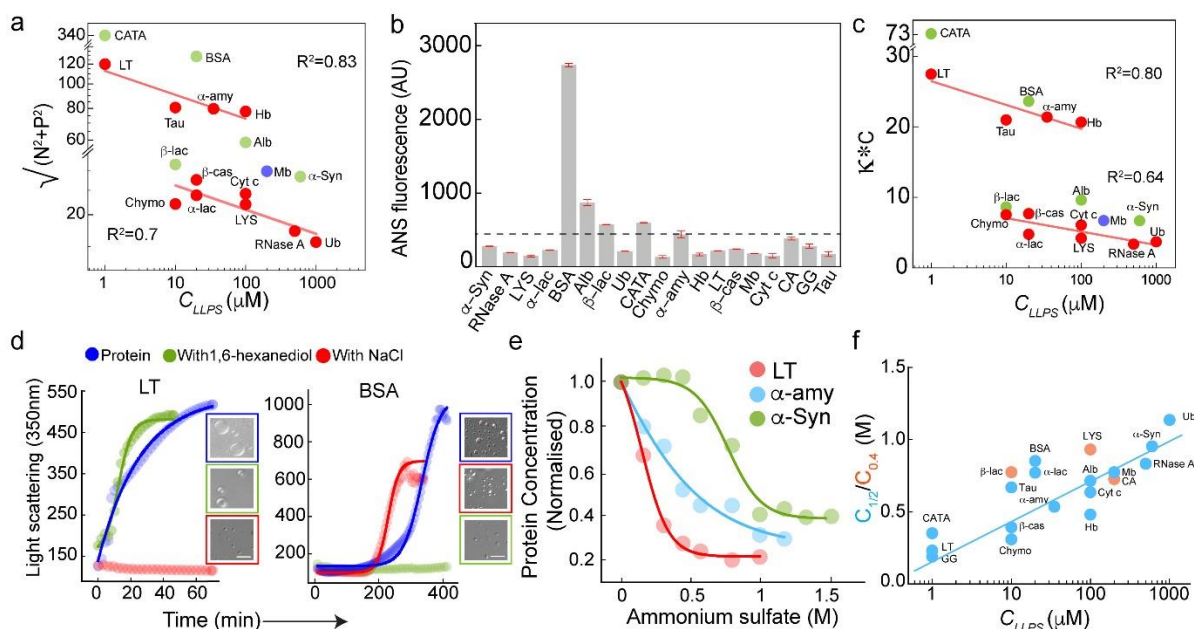 a
√(N²+P²)
340
120
100
80
60
20
CATA
BSA
R²=0.83
LT
α-amy
Tau
Hb
Alb
β-lac
β-cas
Mb
α-Syn
Cyt c
Chymo
α-lac
LYS
RNase A
Ub
R²=0.7
1 10 100 1000
C_LLPS (μM)
b
ANS fluorescence (AU)
3000
2000
1000
0
α-Syn
RNase A
LYS
α-lac
BSA
Alb
β-lac
Ub
CATA
Chymo
α-amy
Hb
LT
β-cas
Mb
Cyt c
CA
GG
Tau
c
K*C
73
30
20
10
0
CATA
LT
R²=0.80
BSA
α-amy
Tau
Hb
R²=0.64
β-lac
Alb
α-Syn
β-cas
Cyt c
Mb
Chymo
Ub
α-lac
LYS
RNase A
1 10 100 1000
C_LLPS (μM)
d
Protein With1,6-hexanediol With NaCl
LT
BSA
Light scattering (350nm)
550
450
350
250
150
0 20 40 60
1000
800
600
400
200
0 200 400
Time (min)
e
Protein Concentration
(Normalised)
1.0
0.8
0.6
0.4
0.2
LT
α-amy
α-Syn
0 0.5 1.0 1.5
Ammonium sulfate (M)
f
C1/2/C0.4 (M)
1.5
1.0
0.5
0
Ub
BSA
LYS
α-Syn
β-lac
α-lac
Alb
Mb
RNase A
Tau
CA
α-amy
Cyt c
CATA
β-cas
Hb
LT
GG
Chymo
1 10 100 1000
C_LLPS (μM)